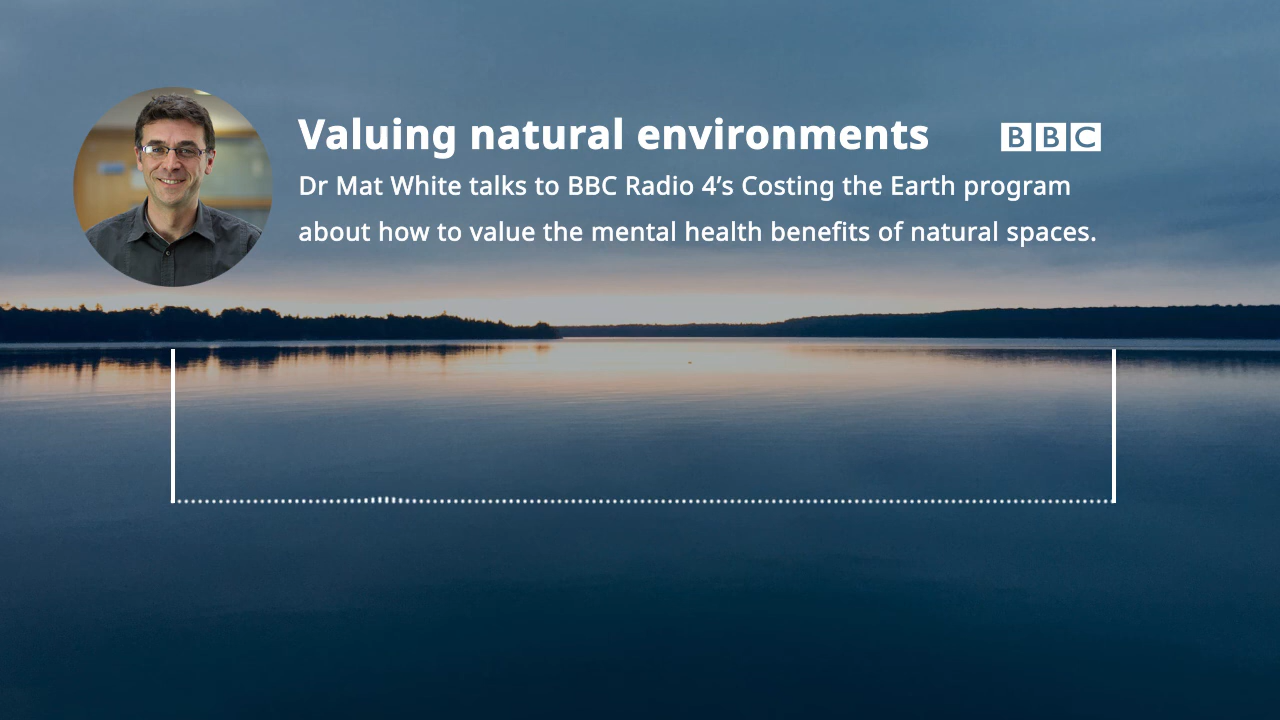 Valuing natural environments
BBC
Dr Mat White talks to BBC Radio 4’s Costing the Earth program
about how to value the mental health benefits of natural spaces.